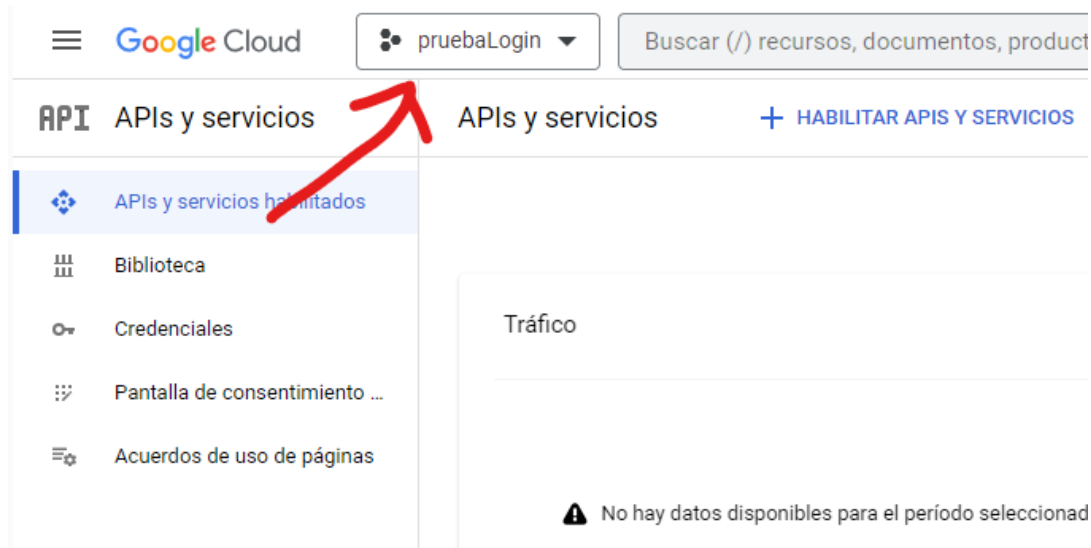 Google Cloud
pruebaLogin
Buscar (/) recursos, documentos, product
API APIs y servicios
APIs y servicios
+ HABILITAR APIS Y SERVICIOS
APIs y servicios habilitados
Biblioteca
Credenciales
Pantalla de consentimiento ...
Acuerdos de uso de páginas
Tráfico
No hay datos disponibles para el período seleccionad